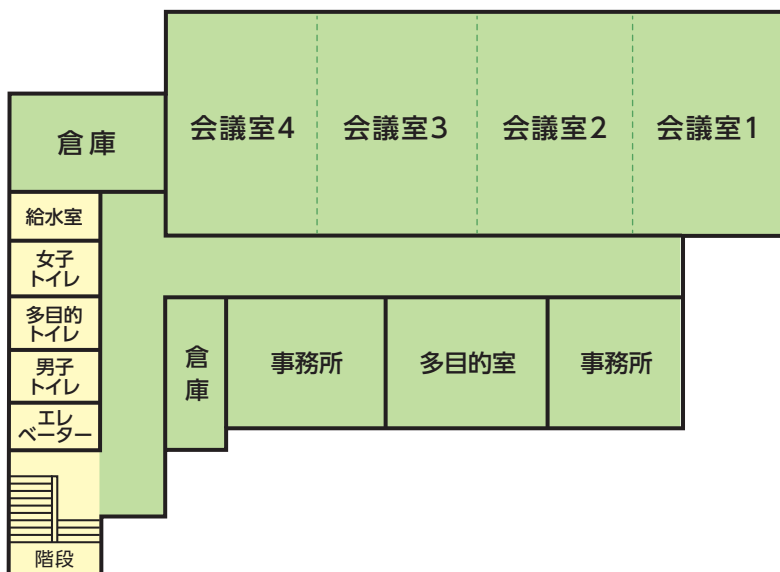 会議室4
会議室3
会議室2
会議室1
倉庫
給水室
女子
トイレ
多目的
トイレ
男子
トイレ
エレ
ベーター
階段
倉
庫
事務所
多目的室
事務所